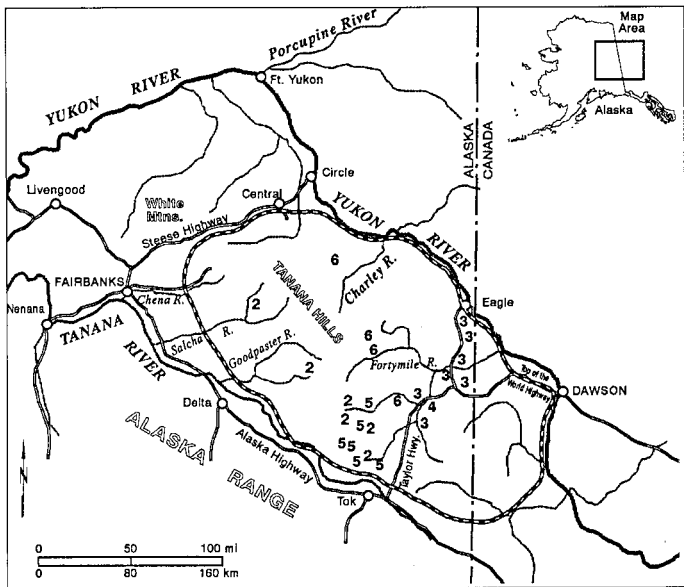 Map
Area
Alaska
Porcupine River
YUKON RIVER
Ft. Yukon
ALASKA
CANADA
Circle
Livengood
Central
White
Mtns.
YUKON RIVER
Steese Highway
6
Charley R.
TANANA HILLS
FAIRBANKS
Chena R.
Eagle
2
3
Nenana
TANANA RIVER
Salcha R.
6
3
Goodpaster R.
6
Fortymile R.
3
3
Top of the
World Highway
2
3
DAWSON
Delta
2 5 6 3
4
2
5 2
3
ALASKA RANGE
Alaska Highway
5 5
2
5
Taylor Hwy.
Tok
N
0 50 100 mi
0 80 160 km